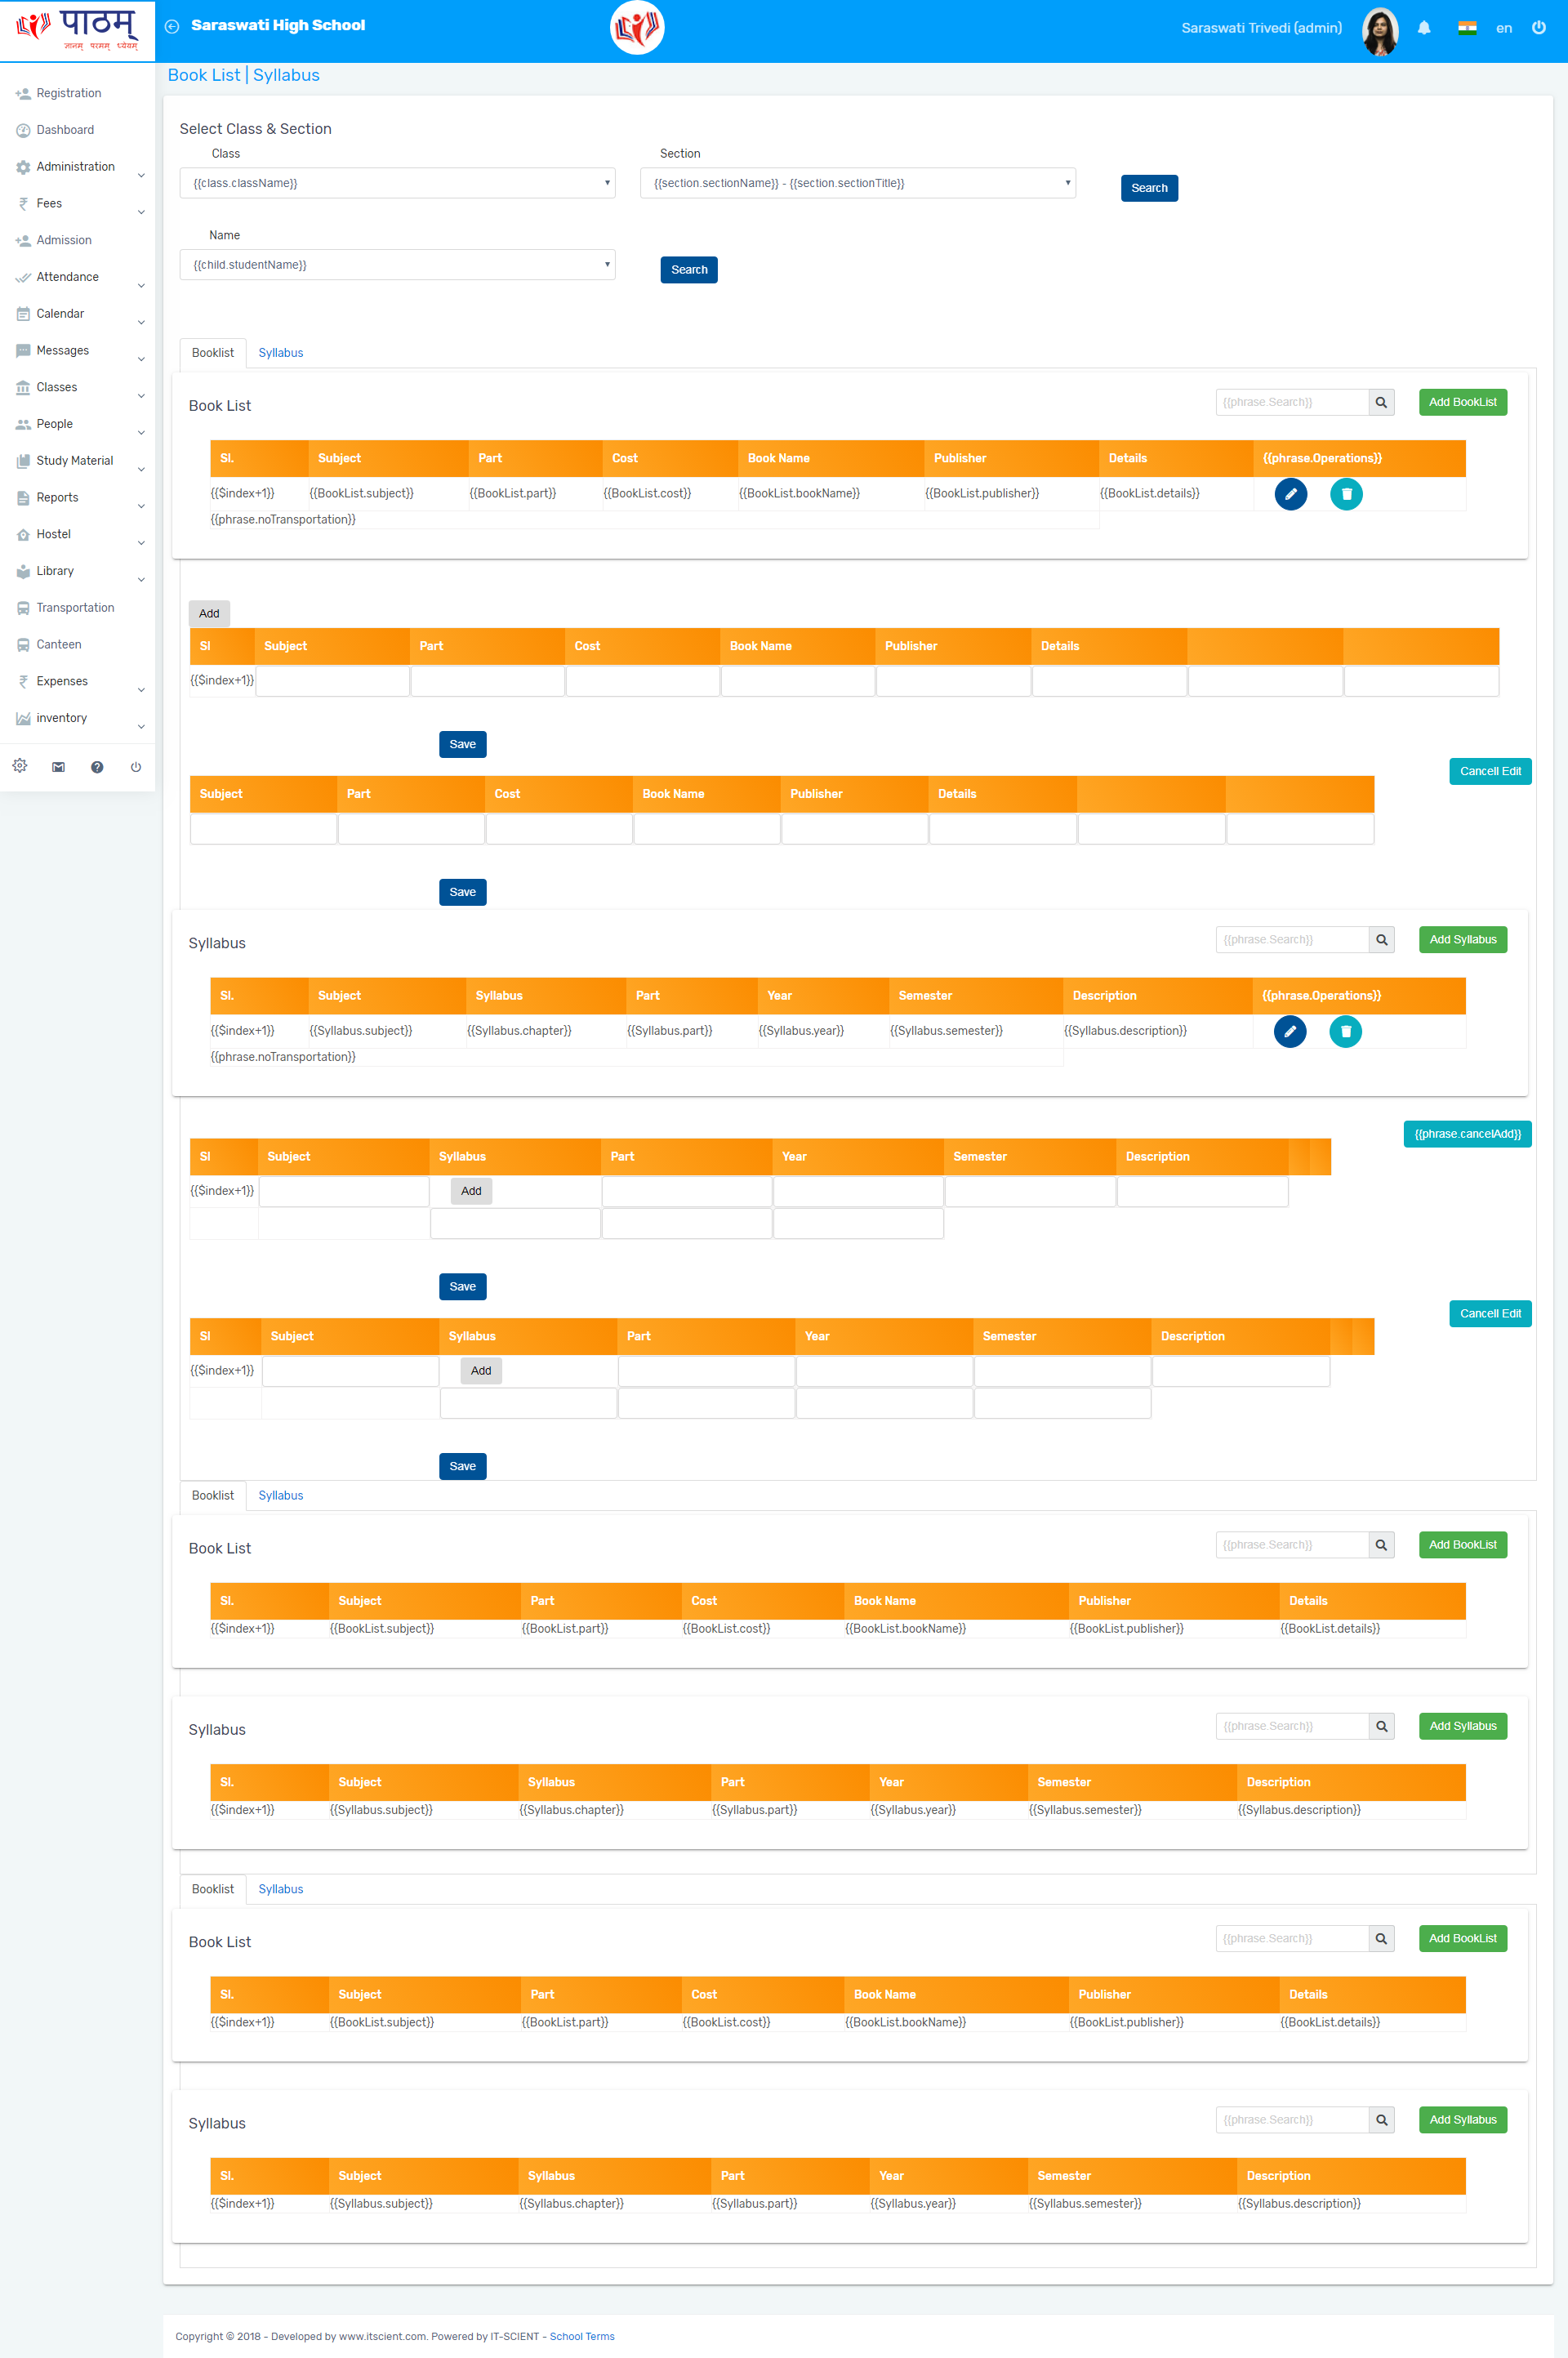 पाठम्
ज्ञानम् परमम् ध्येयम्
Saraswati High School
Saraswati Trivedi (admin)
en
Registration
Dashboard
Administration
Fees
Admission
Attendance
Calendar
Messages
Classes
People
Study Material
Reports
Hostel
Library
Transportation
Canteen
Expenses
inventory
Book List | Syllabus
Select Class & Section
Class Section
{{class.className}} {{section.sectionName}} - {{section.sectionTitle}} Search
Name
{{child.studentName}} Search
Booklist Syllabus
Book List {{phrase.Search}} Add BookList
Sl. Subject Part Cost Book Name Publisher Details {{phrase.Operations}}
{{$index+1}} {{BookList.subject}} {{BookList.part}} {{BookList.cost}} {{BookList.bookName}} {{BookList.publisher}} {{BookList.details}}
{{phrase.noTransportation}}
Add
Sl Subject Part Cost Book Name Publisher Details
{{$index+1}}
Save
Cancell Edit
Subject Part Cost Book Name Publisher Details
Save
Syllabus {{phrase.Search}} Add Syllabus
Sl. Subject Syllabus Part Year Semester Description {{phrase.Operations}}
{{$index+1}} {{Syllabus.subject}} {{Syllabus.chapter}} {{Syllabus.part}} {{Syllabus.year}} {{Syllabus.semester}} {{Syllabus.description}}
{{phrase.noTransportation}}
{{phrase.cancelAdd}}
Sl Subject Syllabus Part Year Semester Description
{{$index+1}} Add
Save
Cancell Edit
Sl Subject Syllabus Part Year Semester Description
{{$index+1}} Add
Save
Booklist Syllabus
Book List {{phrase.Search}} Add BookList
Sl. Subject Part Cost Book Name Publisher Details
{{$index+1}} {{BookList.subject}} {{BookList.part}} {{BookList.cost}} {{BookList.bookName}} {{BookList.publisher}} {{BookList.details}}
Syllabus {{phrase.Search}} Add Syllabus
Sl. Subject Syllabus Part Year Semester Description
{{$index+1}} {{Syllabus.subject}} {{Syllabus.chapter}} {{Syllabus.part}} {{Syllabus.year}} {{Syllabus.semester}} {{Syllabus.description}}
Booklist Syllabus
Book List {{phrase.Search}} Add BookList
Sl. Subject Part Cost Book Name Publisher Details
{{$index+1}} {{BookList.subject}} {{BookList.part}} {{BookList.cost}} {{BookList.bookName}} {{BookList.publisher}} {{BookList.details}}
Syllabus {{phrase.Search}} Add Syllabus
Sl. Subject Syllabus Part Year Semester Description
{{$index+1}} {{Syllabus.subject}} {{Syllabus.chapter}} {{Syllabus.part}} {{Syllabus.year}} {{Syllabus.semester}} {{Syllabus.description}}
Copyright © 2018 - Developed by www.itscient.com. Powered by IT-SCIENT - School Terms